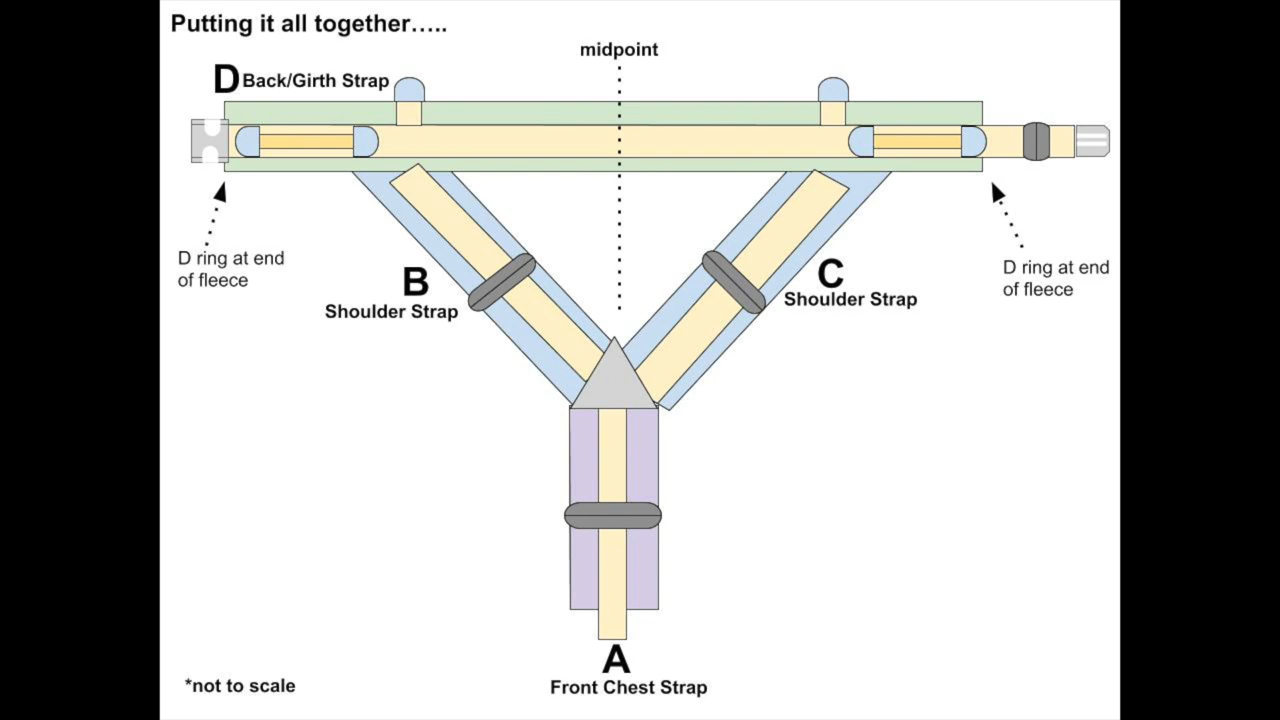 Putting it all together…..
midpoint
D Back/Girth Strap
D ring at end
of fleece
B
Shoulder Strap
C
Shoulder Strap
D ring at end
of fleece
A
Front Chest Strap
*not to scale